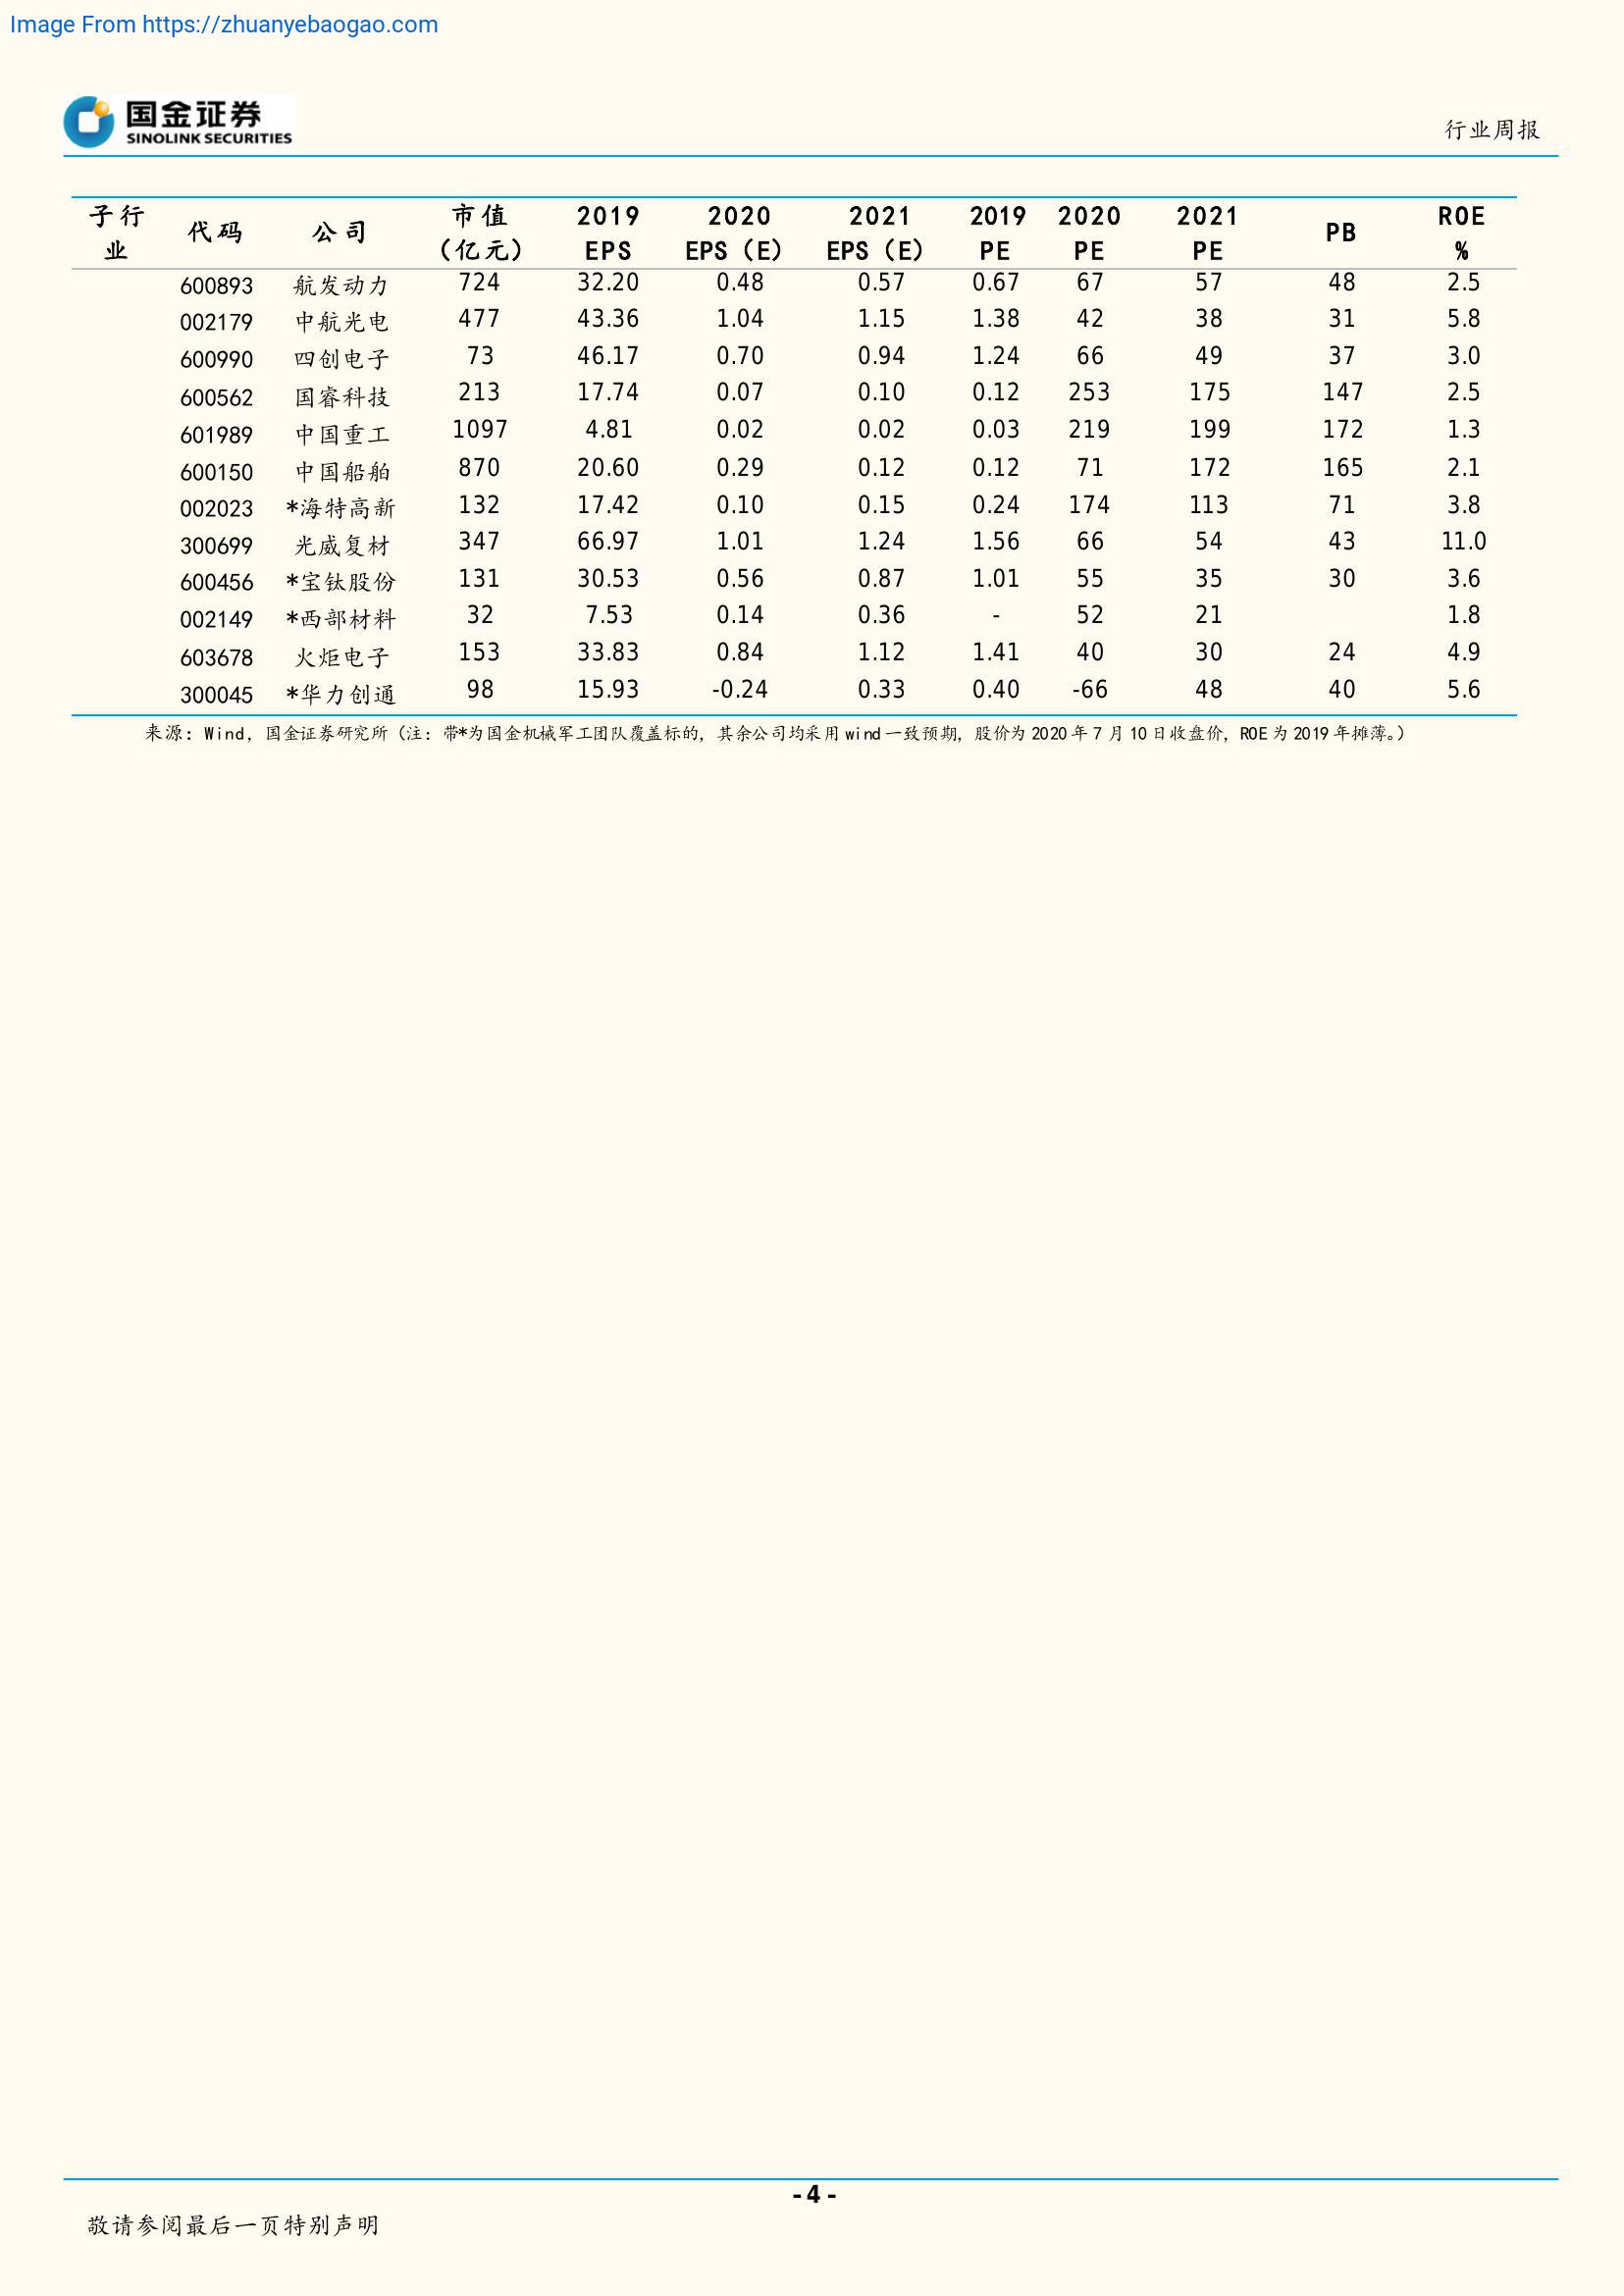 Image From https://zhuanyebaogao.com
国金证券
SINOLINK SECURITIES
行业周报
子行业 代码 公司 市值（亿元） 2019 EPS 2020 EPS（E） 2021 EPS（E） 2019 PE 2020 PE 2021 PE PB ROE %
600893 航发动力 724 32.20 0.48 0.57 0.67 67 57 48 2.5
002179 中航光电 477 43.36 1.04 1.15 1.38 42 38 31 5.8
600990 四创电子 73 46.17 0.70 0.94 1.24 66 49 37 3.0
600562 国睿科技 213 17.74 0.07 0.10 0.12 253 175 147 2.5
601989 中国重工 1097 4.81 0.02 0.02 0.03 219 199 172 1.3
600150 中国船舶 870 20.60 0.29 0.12 0.12 71 172 165 2.1
002023 *海特高新 132 17.42 0.10 0.15 0.24 174 113 71 3.8
300699 光威复材 347 66.97 1.01 1.24 1.56 66 54 43 11.0
600456 *宝钛股份 131 30.53 0.56 0.87 1.01 55 35 30 3.6
002149 *西部材料 32 7.53 0.14 0.36 - 52 21 1.8
603678 火炬电子 153 33.83 0.84 1.12 1.41 40 30 24 4.9
300045 *华力创通 98 15.93 -0.24 0.33 0.40 -66 48 40 5.6
来源：Wind，国金证券研究所（注：带*为国金机械军工团队覆盖标的，其余公司均采用 wind 一致预期，股价为 2020 年 7 月 10 日收盘价，ROE 为 2019 年摊薄。）
- 4 -
敬请参阅最后一页特别声明